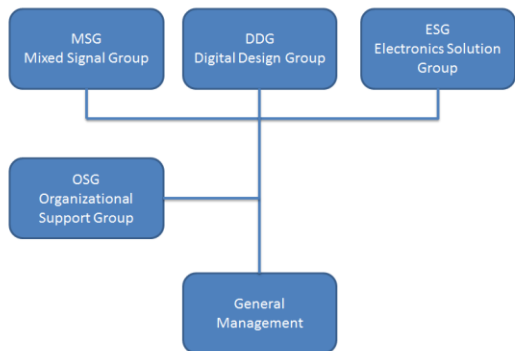 MSG
Mixed Signal Group
DDG
Digital Design Group
ESG
Electronics Solution
Group
OSG
Organizational
Support Group
General
Management